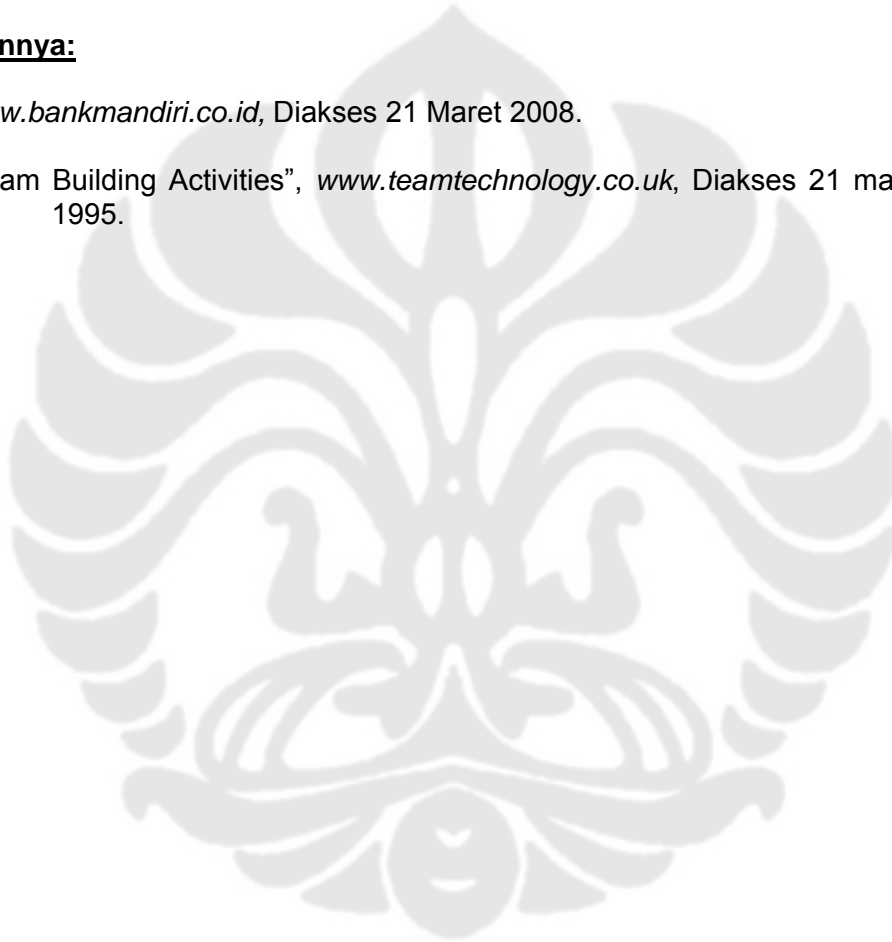 nnya:
w.bankmandiri.co.id, Diakses 21 Maret 2008.
am Building Activities”, www.teamtechnology.co.uk, Diakses 21 ma
1995.